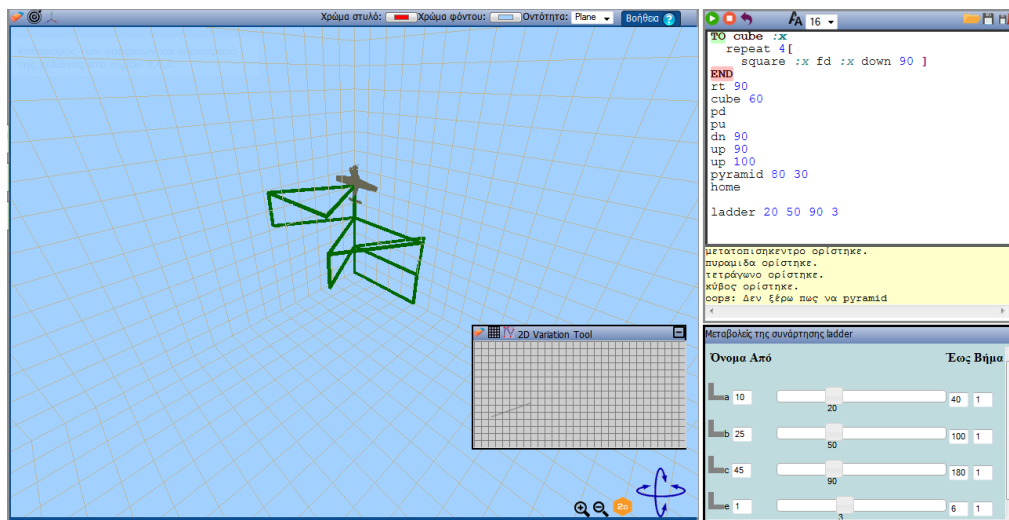 Χρώμα στυλό: Χρώμα φόντου: Οντότητα: Plane Βοήθεια ?
16
TO cube :x
repeat 4[
square :x fd :x down 90 ]
END
rt 90
cube 60
pd
pu
dn 90
up 90
up 100
pyramid 80 30
home
ladder 20 50 90 3
μετατοπισηκεντρο ορίστηκε.
πυραμιδα ορίστηκε.
τετράγωνο ορίστηκε.
κύβος ορίστηκε.
oops: Δεν ξέρω πως να pyramid
2D Variation Tool
2D
Μεταβολείς της συνάρτησης ladder
Όνομα Από Έως Βήμα
a 10 20 40 1
b 25 50 100 1
c 45 90 180 1
e 1 3 6 1